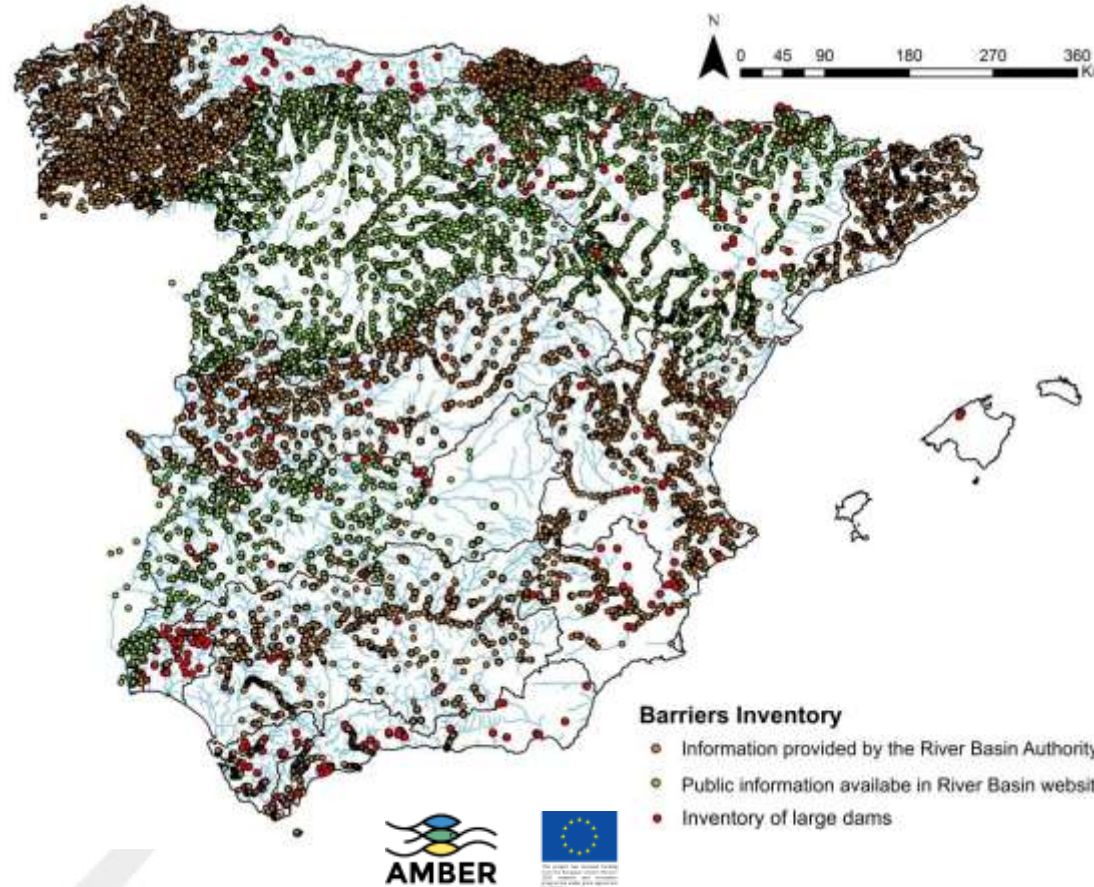 N
0 45 90 180 270 360
K
Barriers Inventory
Information provided by the River Basin Authority
Public information availabe in River Basin websit
Inventory of large dams
AMBER